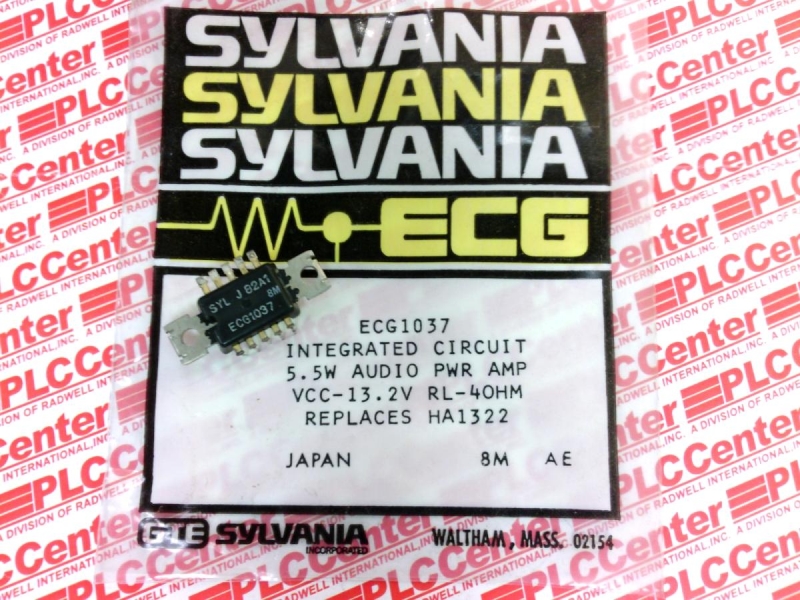 SYLVANIA
SYLVANIA
SYLVANIA
ECG
SYL J 82A1
8M
ECG1037
ECG1037
INTEGRATED CIRCUIT
5.5W AUDIO PWR AMP
VCC-13.2V RL-4OHM
REPLACES HA1322
JAPAN 8M AE
GTE SYLVANIA
INCORPORATED
WALTHAM, MASS. 02154
PLCCenter
A DIVISION OF RADWELL INTERNATIONAL, INC.